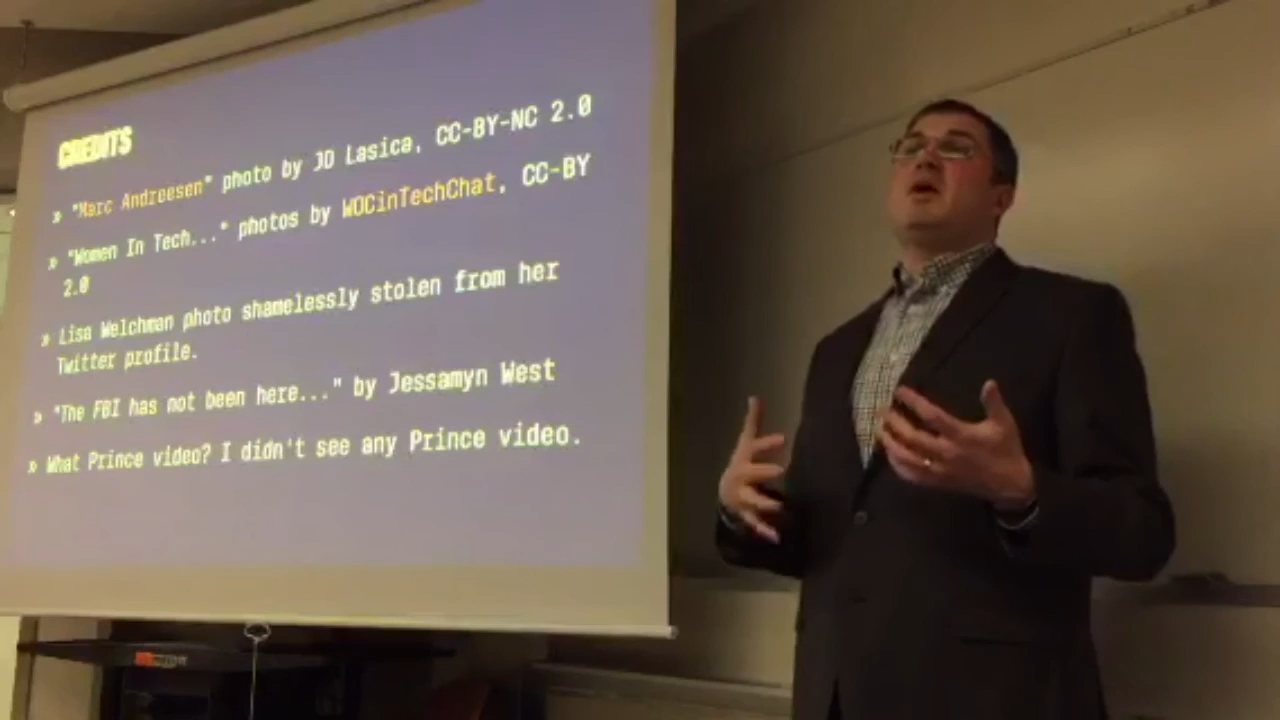 CREDITS
» "Marc Andreesen" photo by JD Lasica, CC-BY-NC 2.0
» "Women In Tech..." photos by WOCinTechChat, CC-BY
2.0
» Lisa Welchman photo shamelessly stolen from her
Twitter profile.
» "The FBI has not been here..." by Jessamyn West
» What Prince video? I didn't see any Prince video.